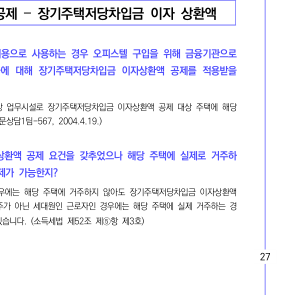 공제 - 장기주택저당차입금 이자 상환액
용으로 사용하는 경우 오피스텔 구입을 위해 금융기관으로
에 대해 장기주택저당차입금 이자상환액 공제를 적용받을
상 업무시설로 장기주택저당차입금 이자상환액 공제 대상 주택에 해당
문상담1팀-567, 2004.4.19.)
상환액 공제 요건을 갖추었으나 해당 주택에 실제로 거주하
제가 가능한지?
우에는 해당 주택에 거주하지 않아도 장기주택저당차입금 이자상환액
주가 아닌 세대원인 근로자인 경우에는 해당 주택에 실제 거주하는 경
있습니다. (소득세법 제52조 제⑤항 제3호)
27